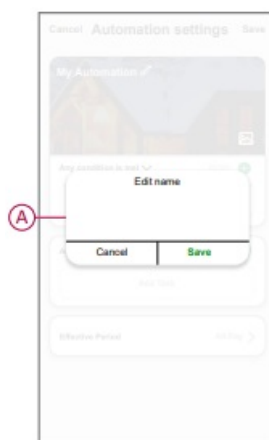 Cancel Automation settings Save
My Automation
Any condition is met
Edit name
A
Cancel Save
Effective Period